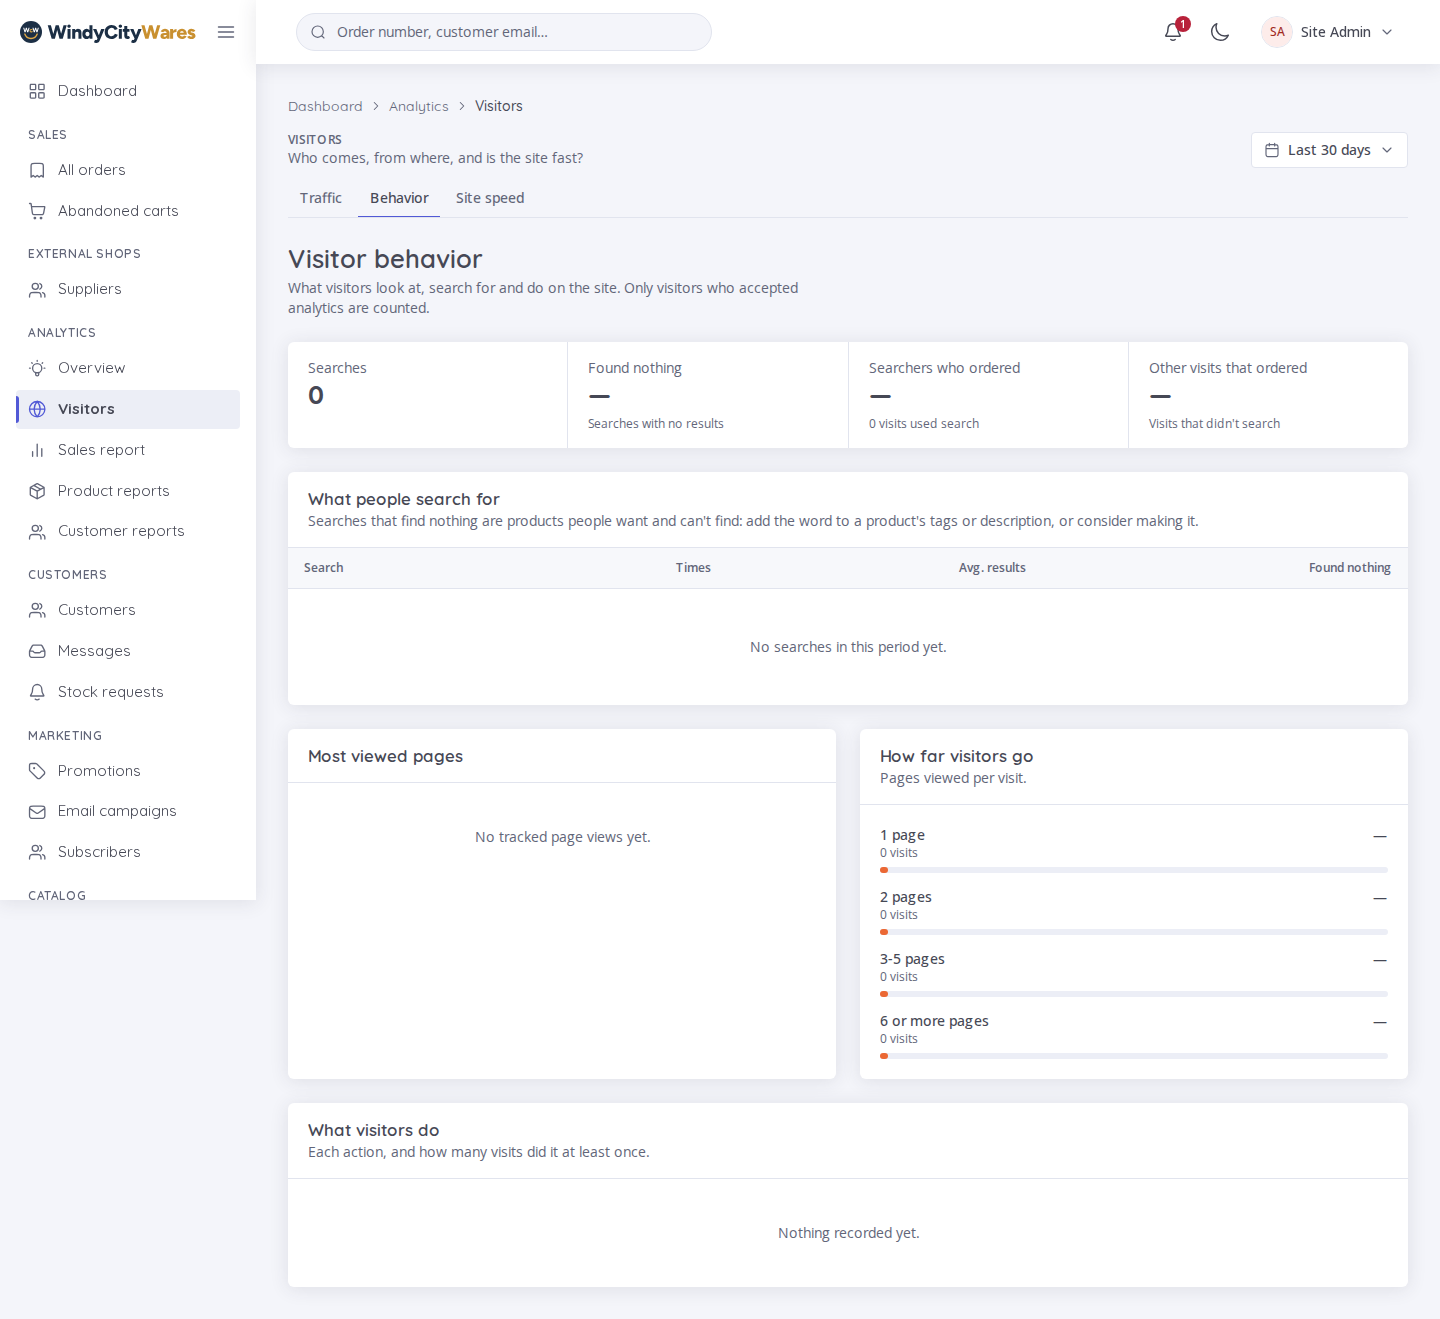 WCW WindyCityWares
Order number, customer email...
1
SA
Site Admin
Dashboard
SALES
All orders
Abandoned carts
EXTERNAL SHOPS
Suppliers
ANALYTICS
Overview
Visitors
Sales report
Product reports
Customer reports
CUSTOMERS
Customers
Messages
Stock requests
MARKETING
Promotions
Email campaigns
Subscribers
CATALOG
Dashboard > Analytics > Visitors
VISITORS
Who comes, from where, and is the site fast?
Last 30 days
Traffic Behavior Site speed
Visitor behavior
What visitors look at, search for and do on the site. Only visitors who accepted
analytics are counted.
Searches
0
Found nothing
—
Searches with no results
Searchers who ordered
—
0 visits used search
Other visits that ordered
—
Visits that didn't search
What people search for
Searches that find nothing are products people want and can't find: add the word to a product's tags or description, or consider making it.
Search Times Avg. results Found nothing
No searches in this period yet.
Most viewed pages
No tracked page views yet.
How far visitors go
Pages viewed per visit.
1 page —
0 visits
2 pages —
0 visits
3-5 pages —
0 visits
6 or more pages —
0 visits
What visitors do
Each action, and how many visits did it at least once.
Nothing recorded yet.